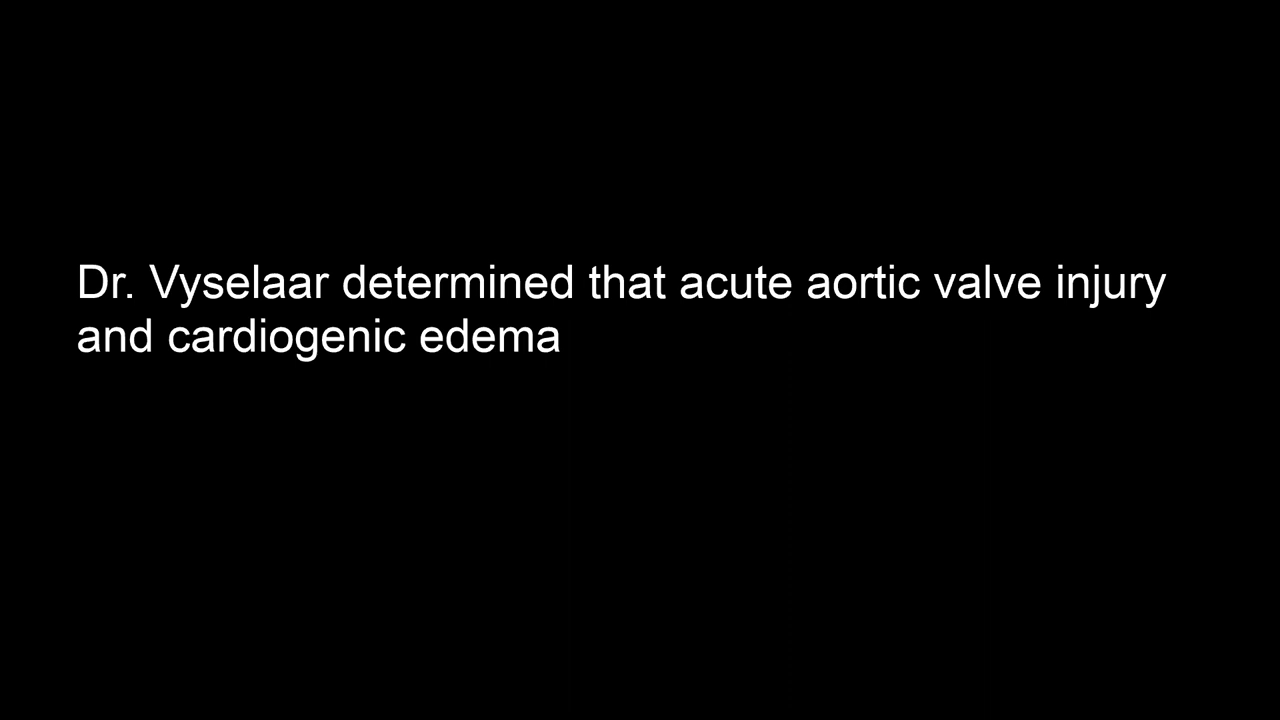 Dr. Vyselaar determined that acute aortic valve injury
and cardiogenic edema